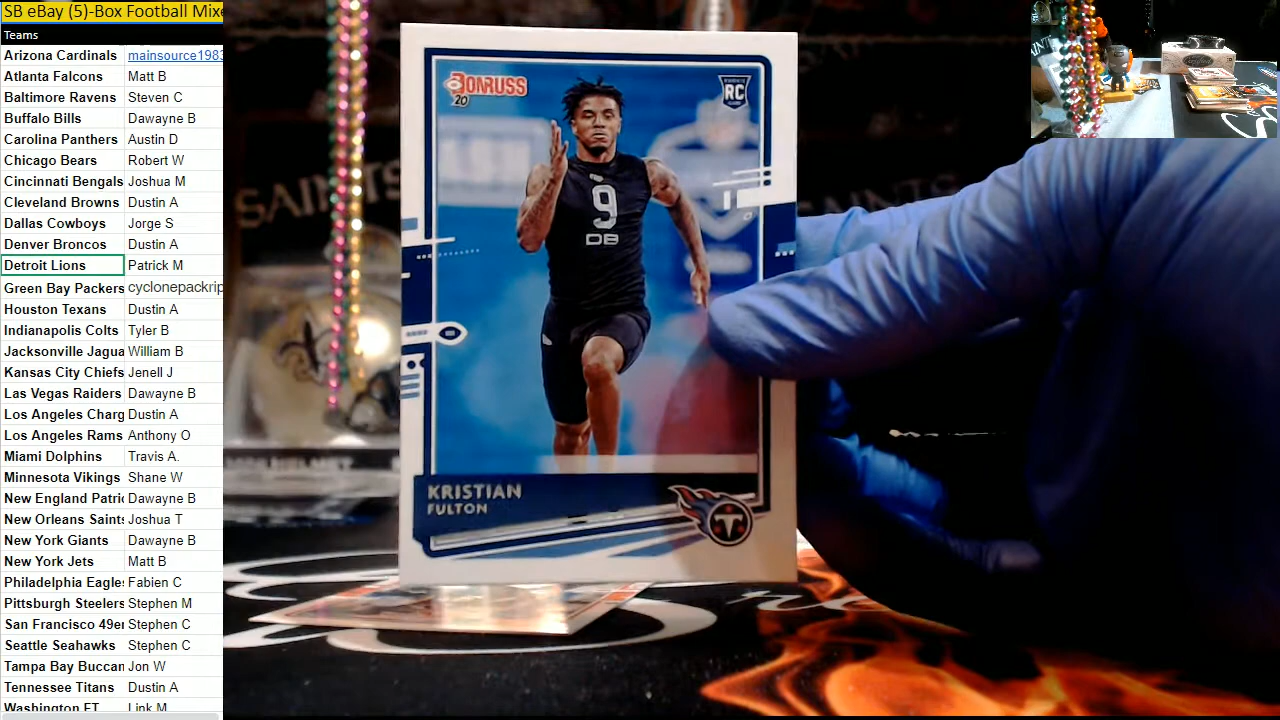 SB eBay (5)-Box Football Mixe
Teams
Arizona Cardinals mainsource1983
Atlanta Falcons Matt B
Baltimore Ravens Steven C
Buffalo Bills Dawayne B
Carolina Panthers Austin D
Chicago Bears Robert W
Cincinnati Bengals Joshua M
Cleveland Browns Dustin A
Dallas Cowboys Jorge S
Denver Broncos Dustin A
Detroit Lions Patrick M
Green Bay Packers cyclonepackrip
Houston Texans Dustin A
Indianapolis Colts Tyler B
Jacksonville Jagua William B
Kansas City Chiefs Jenell J
Las Vegas Raiders Dawayne B
Los Angeles Charg Dustin A
Los Angeles Rams Anthony O
Miami Dolphins Travis A.
Minnesota Vikings Shane W
New England Patric Dawayne B
New Orleans Saints Joshua T
New York Giants Dawayne B
New York Jets Matt B
Philadelphia Eagle Fabien C
Pittsburgh Steelers Stephen M
San Francisco 49er Stephen C
Seattle Seahawks Stephen C
Tampa Bay Buccan Jon W
Tennessee Titans Dustin A
Washington FT Link M
DONRUSS
20
RC
9
DB
KRISTIAN
FULTON
T
SAINTS